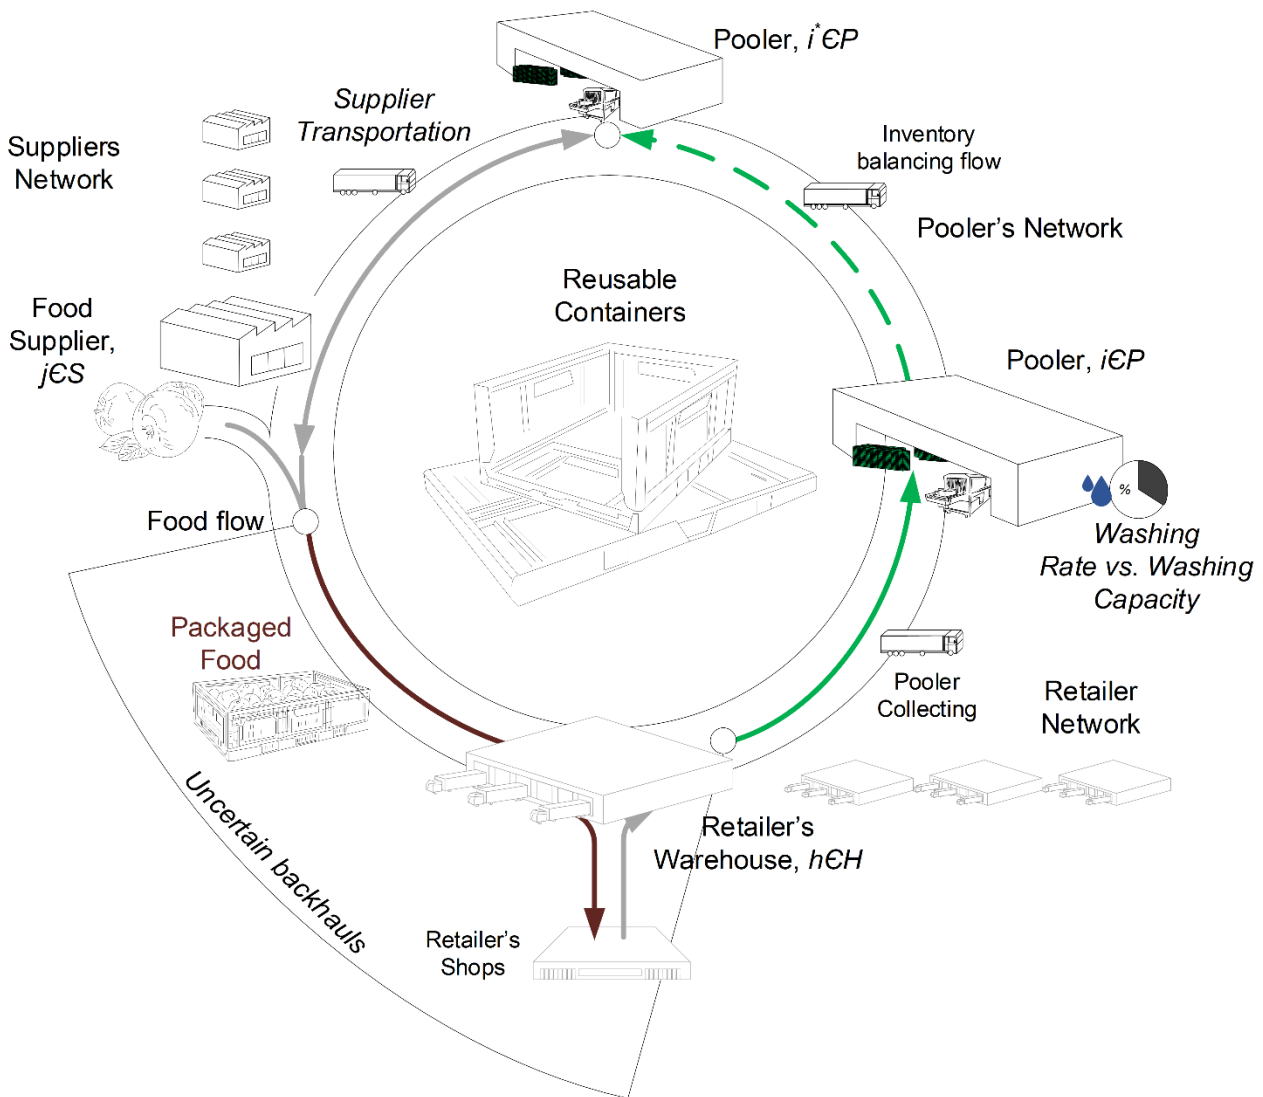 Pooler, i*ЄP
Supplier
Transportation
Suppliers
Network
Inventory
balancing flow
Pooler's Network
Reusable
Containers
Food
Supplier,
jЄS
Pooler, iЄP
%
Washing
Rate vs. Washing
Capacity
Food flow
Packaged
Food
Pooler
Collecting
Retailer
Network
Uncertain backhauls
Retailer's
Warehouse, hЄH
Retailer's
Shops